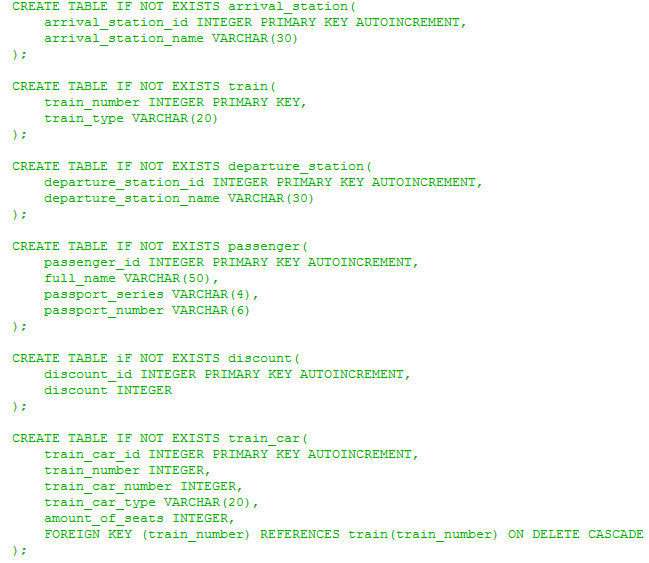 CREATE TABLE IF NOT EXISTS arrival_station(
    arrival_station_id INTEGER PRIMARY KEY AUTOINCREMENT,
    arrival_station_name VARCHAR(30)
);

CREATE TABLE IF NOT EXISTS train(
    train_number INTEGER PRIMARY KEY,
    train_type VARCHAR(20)
);

CREATE TABLE IF NOT EXISTS departure_station(
    departure_station_id INTEGER PRIMARY KEY AUTOINCREMENT,
    departure_station_name VARCHAR(30)
);

CREATE TABLE IF NOT EXISTS passenger(
    passenger_id INTEGER PRIMARY KEY AUTOINCREMENT,
    full_name VARCHAR(50),
    passport_series VARCHAR(4),
    passport_number VARCHAR(6)
);

CREATE TABLE iF NOT EXISTS discount(
    discount_id INTEGER PRIMARY KEY AUTOINCREMENT,
    discount INTEGER
);

CREATE TABLE IF NOT EXISTS train_car(
    train_car_id INTEGER PRIMARY KEY AUTOINCREMENT,
    train_number INTEGER,
    train_car_number INTEGER,
    train_car_type VARCHAR(20),
    amount_of_seats INTEGER,
    FOREIGN KEY (train_number) REFERENCES train(train_number) ON DELETE CASCADE
);